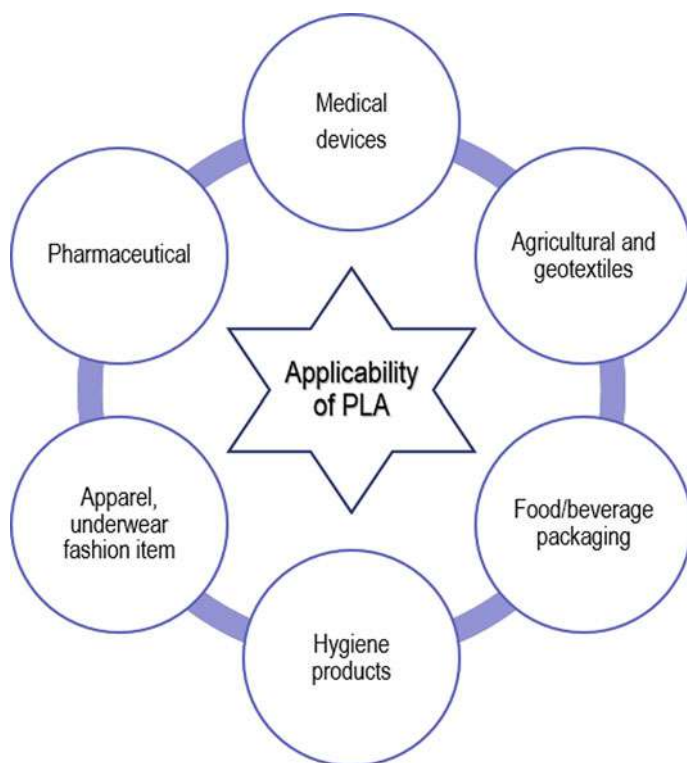 Medical
devices
Agricultural and
geotextiles
Food/beverage
packaging
Hygiene
products
Apparel,
underwear
fashion item
Pharmaceutical
Applicability
of PLA